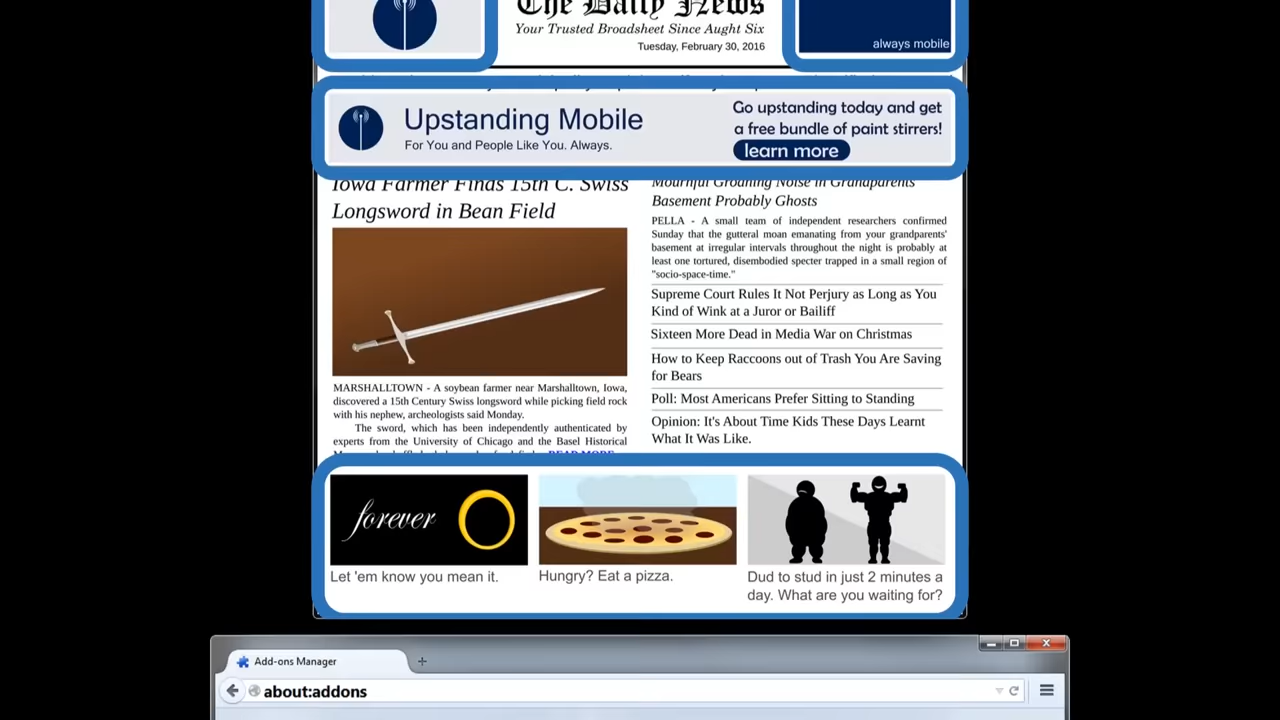 The Daily News
Your Trusted Broadsheet Since Aught Six
Tuesday, February 30, 2016
always mobile
Upstanding Mobile
For You and People Like You. Always.
Go upstanding today and get
a free bundle of paint stirrers!
learn more
Iowa Farmer Finds 15th C. Swiss
Longsword in Bean Field
MARSHALLTOWN - A soybean farmer near Marshalltown, Iowa,
discovered a 15th Century Swiss longsword while picking field rock
with his nephew, archeologists said Monday.
The sword, which has been independently authenticated by
experts from the University of Chicago and the Basel Historical
READ MORE
Mournful Groaning Noise in Grandparents'
Basement Probably Ghosts
PELLA - A small team of independent researchers confirmed
Sunday that the gutteral moan emanating from your grandparents'
basement at irregular intervals throughout the night is probably at
least one tortured, disembodied specter trapped in a small region of
"socio-space-time."
Supreme Court Rules It Not Perjury as Long as You
Kind of Wink at a Juror or Bailiff
Sixteen More Dead in Media War on Christmas
How to Keep Raccoons out of Trash You Are Saving
for Bears
Poll: Most Americans Prefer Sitting to Standing
Opinion: It's About Time Kids These Days Learnt
What It Was Like.
forever
Let 'em know you mean it.
Hungry? Eat a pizza.
Dud to stud in just 2 minutes a
day. What are you waiting for?
Add-ons Manager
about:addons